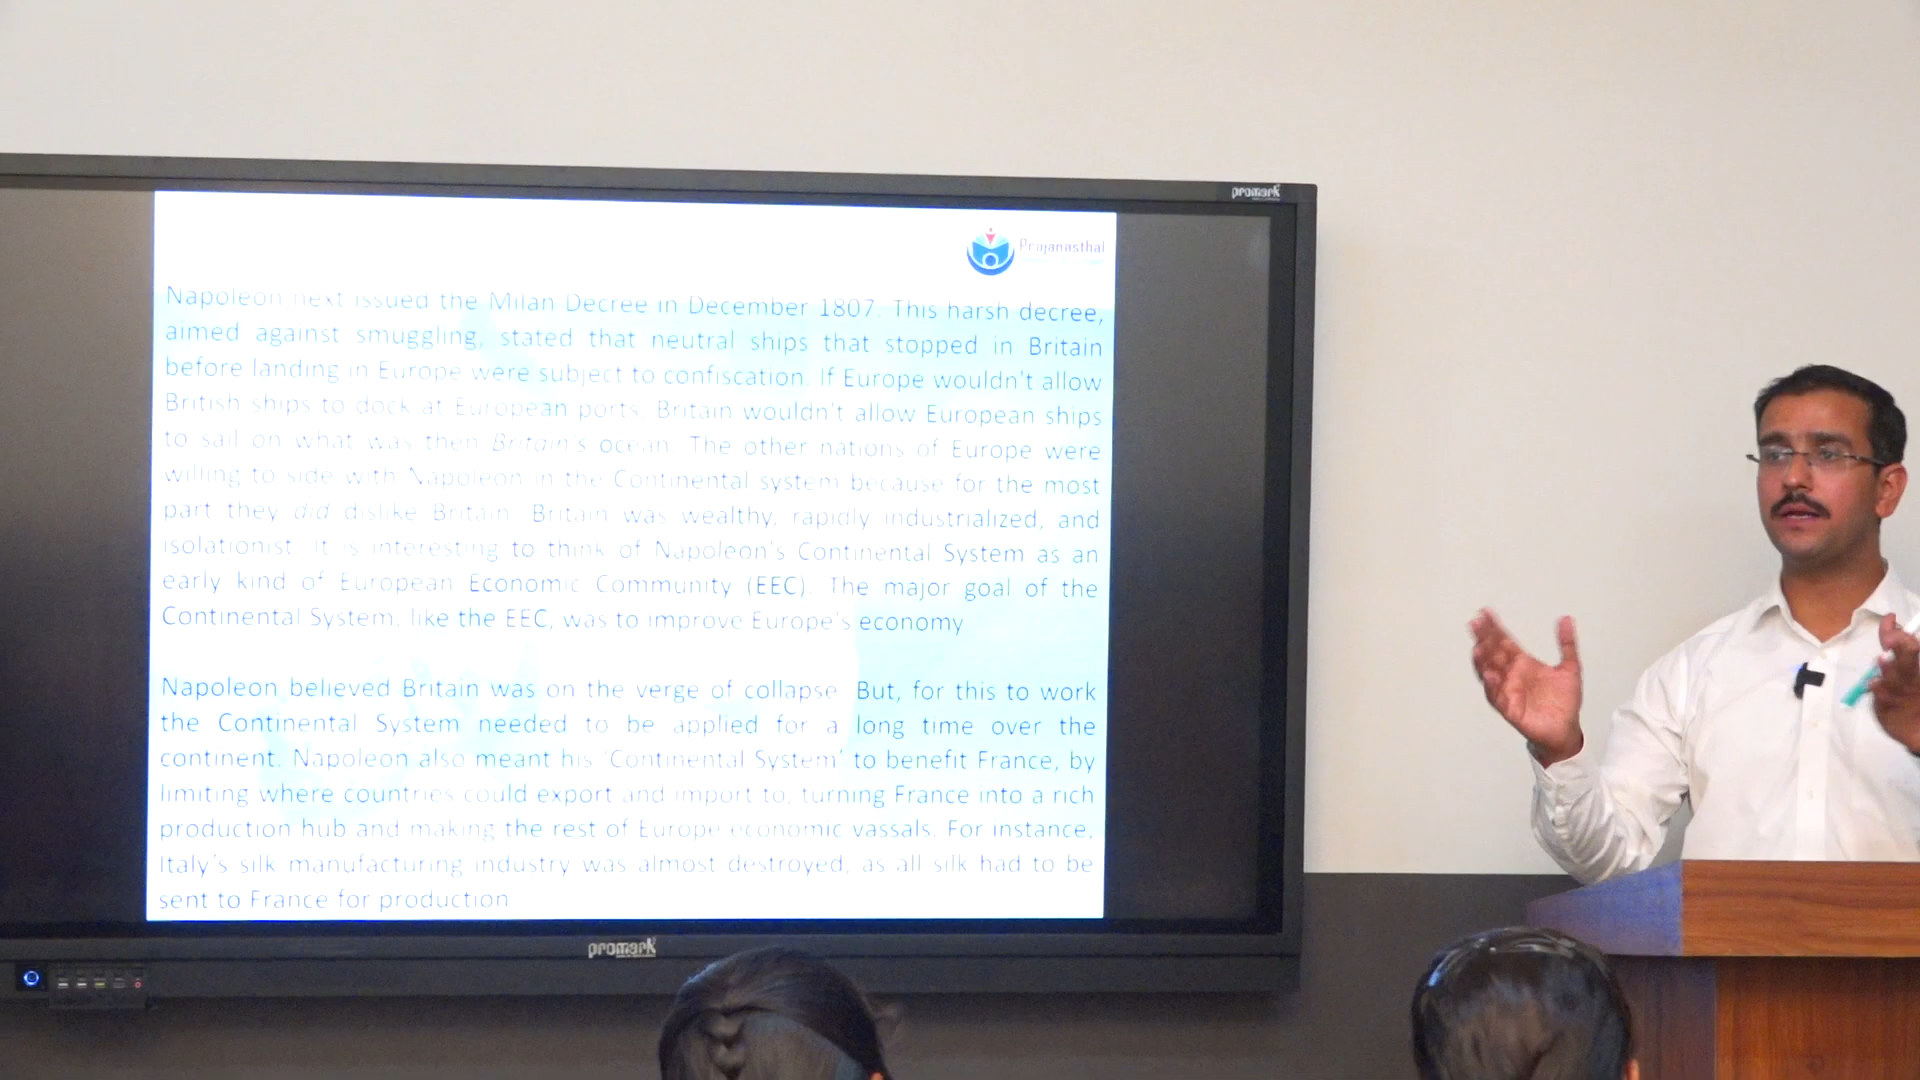 promark
Prajanasthal
Napoleon next issued the Milan Decree in December 1807. This harsh decree,
aimed against smuggling, stated that neutral ships that stopped in Britain
before landing in Europe were subject to confiscation. If Europe wouldn't allow
British ships to dock at European ports, Britain wouldn't allow European ships
to sail on what was then Britain's ocean. The other nations of Europe were
willing to side with Napoleon in the Continental system because for the most
part they did dislike Britain. Britain was wealthy, rapidly industrialized, and
isolationist. It is interesting to think of Napoleon's Continental System as an
early kind of European Economic Community (EEC). The major goal of the
Continental System, like the EEC, was to improve Europe's economy
Napoleon believed Britain was on the verge of collapse. But, for this to work
the Continental System needed to be applied for a long time over the
continent. Napoleon also meant his 'Continental System' to benefit France, by
limiting where countries could export and import to, turning France into a rich
production hub and making the rest of Europe economic vassals. For instance,
Italy's silk manufacturing industry was almost destroyed, as all silk had to be
sent to France for production
promark